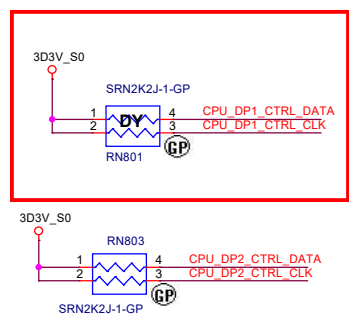 3D3V_S0
SRN2K2J-1-GP
1 DY 4 CPU_DP1_CTRL_DATA
2 3 CPU_DP1_CTRL_CLK
RN801 GP
3D3V_S0
RN803
1 4 CPU_DP2_CTRL_DATA
2 3 CPU_DP2_CTRL_CLK
SRN2K2J-1-GP GP